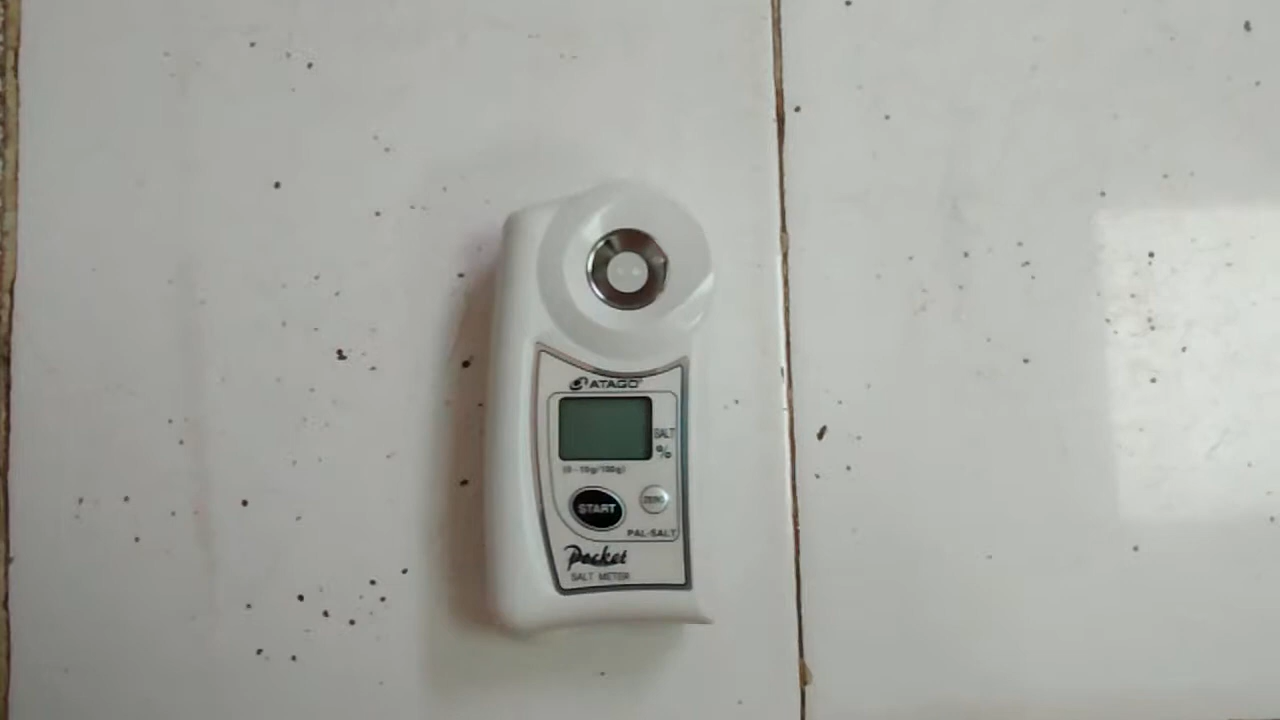 ATAGO
SALT
%
(0 - 10g/100g)
START
ZERO
PAL-SALT
Pocket
SALT METER